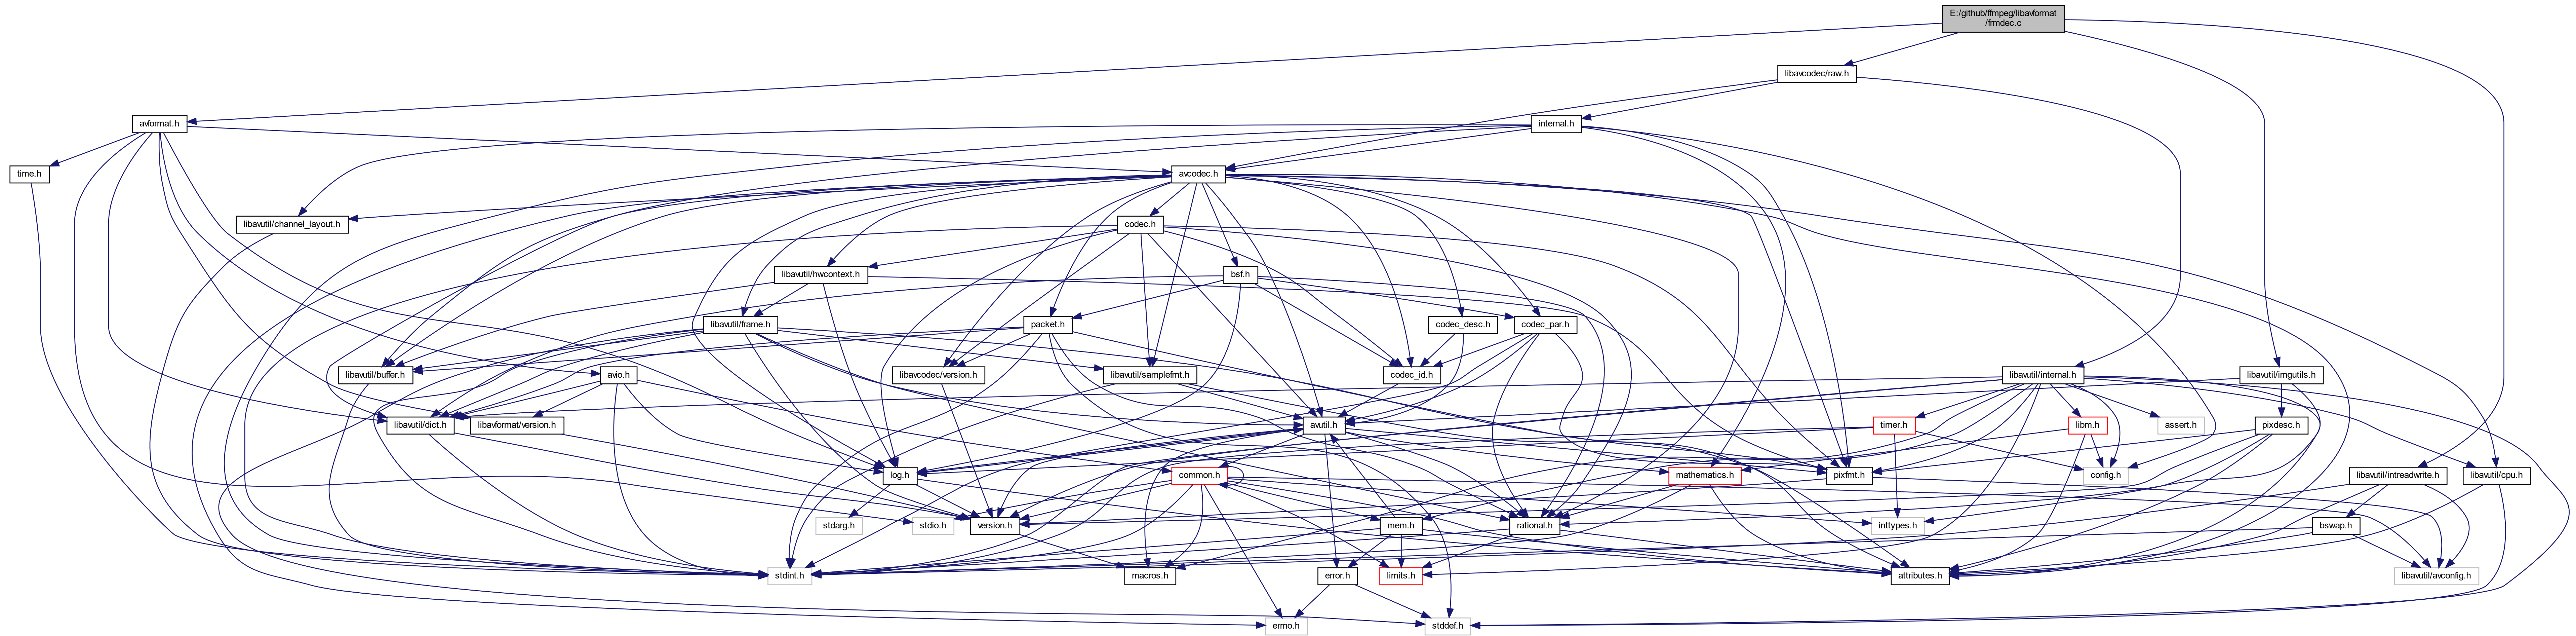 E:/github/ffmpeg/libavformat
/frmdec.c
libavcodec/raw.h
avformat.h
internal.h
time.h
avcodec.h
libavutil/channel_layout.h
codec.h
libavutil/hwcontext.h
bsf.h
libavutil/frame.h
packet.h
codec_desc.h
codec_par.h
libavutil/buffer.h
avio.h
libavcodec/version.h
libavutil/samplefmt.h
codec_id.h
libavutil/internal.h
libavutil/imgutils.h
libavutil/dict.h
libavformat/version.h
avutil.h
timer.h
libm.h
assert.h
pixdesc.h
log.h
common.h
mathematics.h
pixfmt.h
config.h
libavutil/intreadwrite.h
libavutil/cpu.h
stdarg.h
stdio.h
version.h
mem.h
rational.h
inttypes.h
bswap.h
stdint.h
macros.h
error.h
limits.h
attributes.h
libavutil/avconfig.h
errno.h
stddef.h